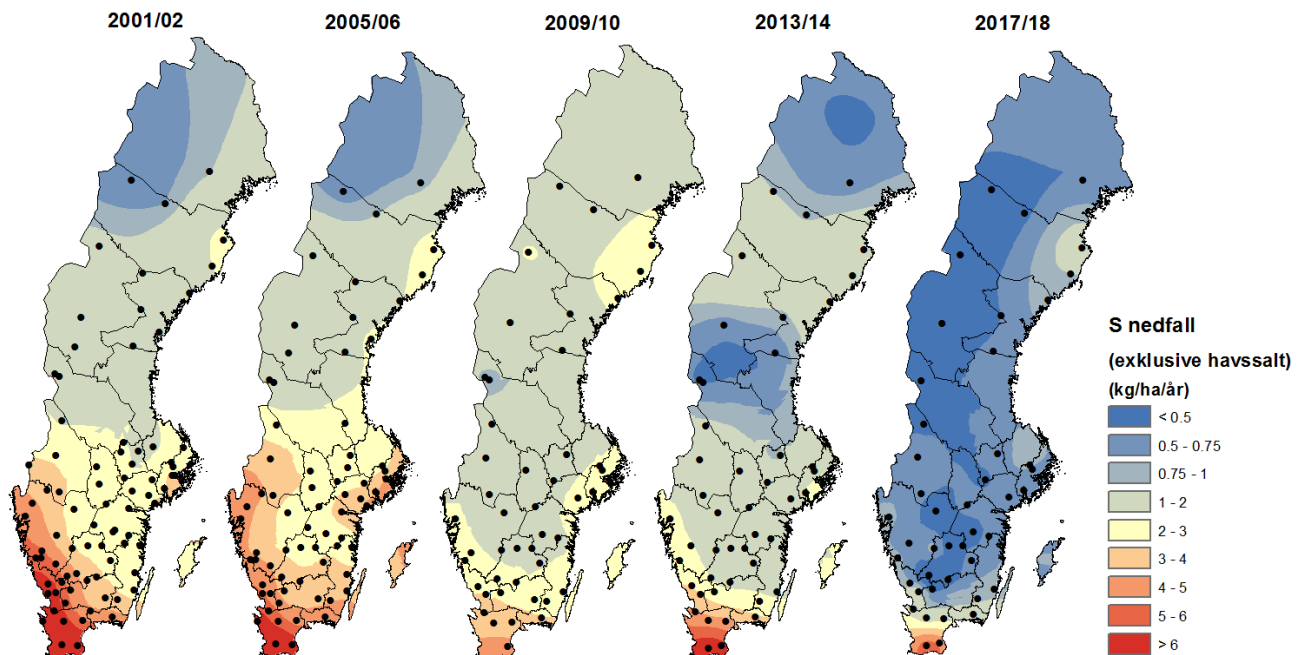 2001/02
2005/06
2009/10
2013/14
2017/18
S nedfall
(exklusive havssalt)
(kg/ha/år)
< 0.5
0.5 - 0.75
0.75 - 1
1 - 2
2 - 3
3 - 4
4 - 5
5 - 6
> 6